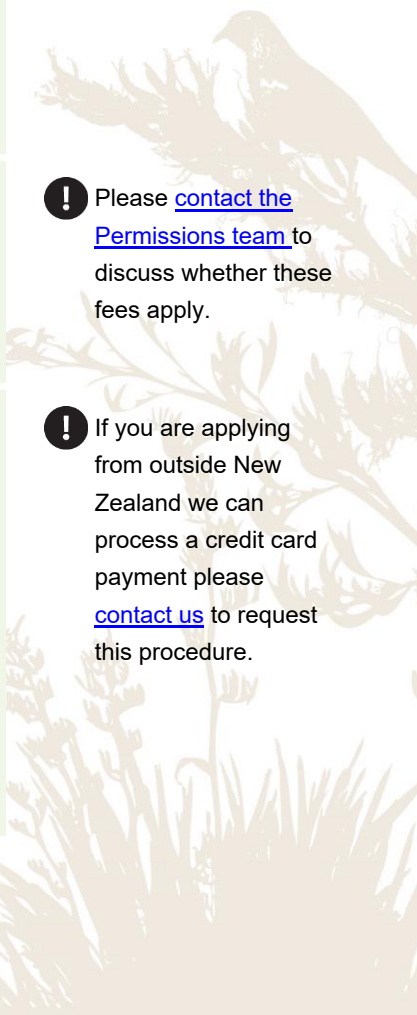 Please contact the
Permissions team to
discuss whether these
fees apply.
If you are applying
from outside New
Zealand we can
process a credit card
payment please
contact us to request
this procedure.